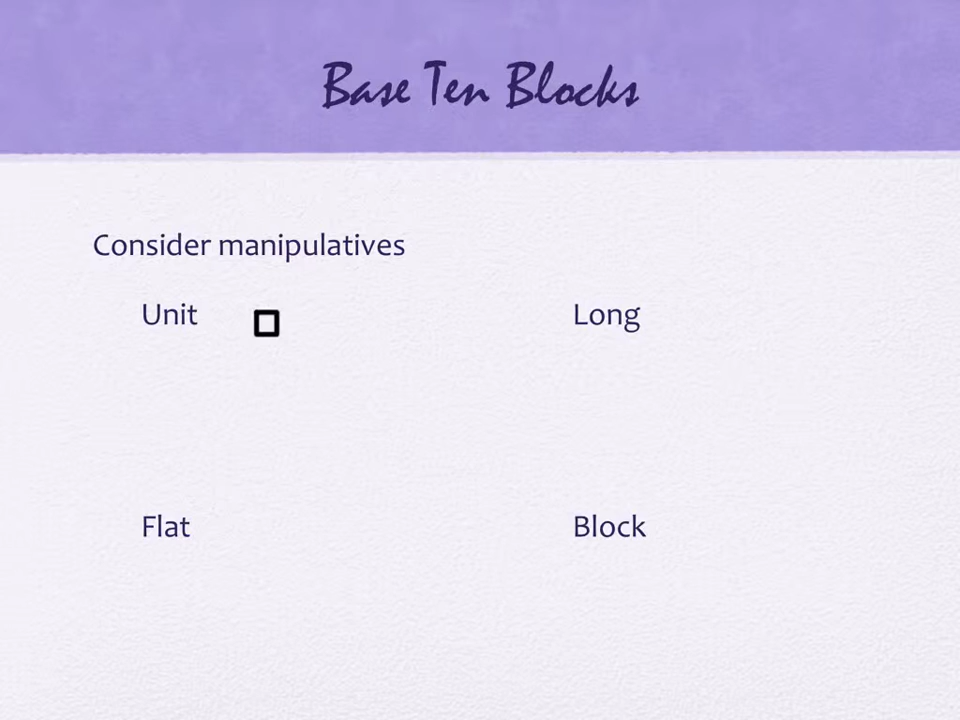 Base Ten Blocks
Consider manipulatives
Unit
Long
Flat
Block